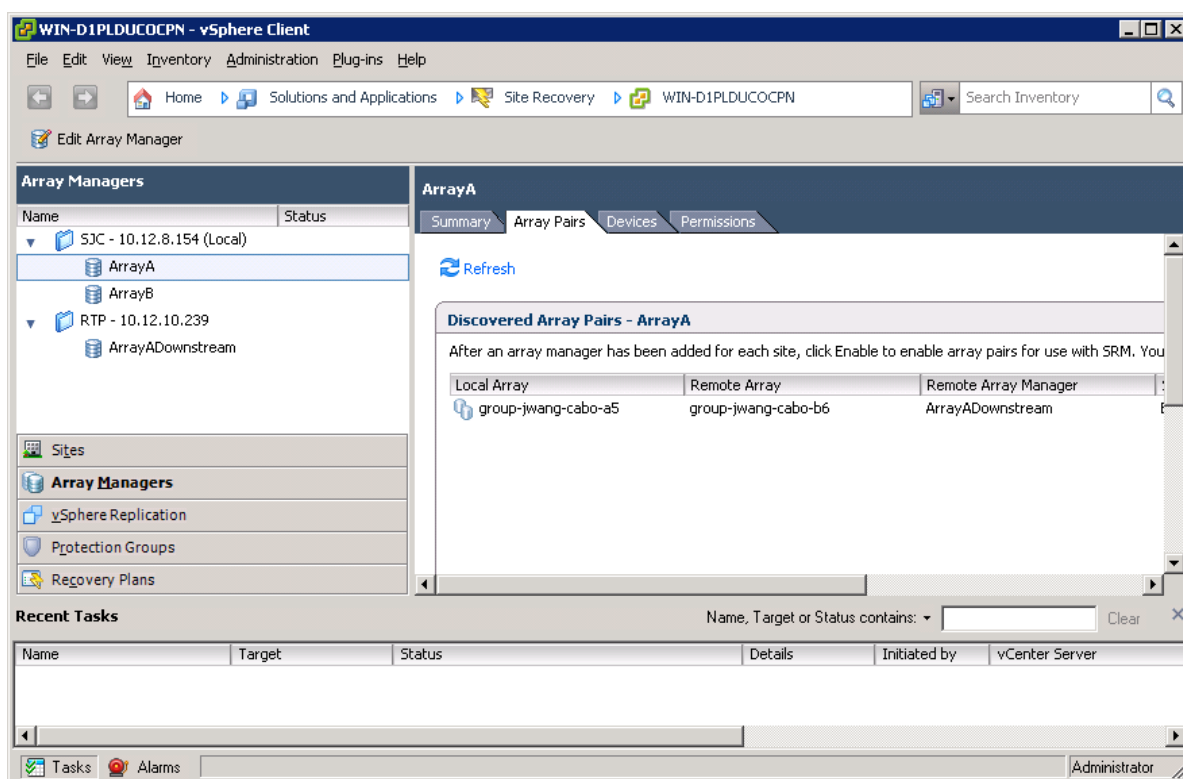 WIN-D1PLDUCOCPN - vSphere Client
File Edit View Inventory Administration Plug-ins Help
Home Solutions and Applications Site Recovery WIN-D1PLDUCOCPN Search Inventory
Edit Array Manager
Array Managers
Name Status
SJC - 10.12.8.154 (Local)
ArrayA
ArrayB
RTP - 10.12.10.239
ArrayADownstream
Sites
Array Managers
vSphere Replication
Protection Groups
Recovery Plans
ArrayA
Summary Array Pairs Devices Permissions
Refresh
Discovered Array Pairs - ArrayA
After an array manager has been added for each site, click Enable to enable array pairs for use with SRM. You
Local Array Remote Array Remote Array Manager
group-jwang-cabo-a5 group-jwang-cabo-b6 ArrayADownstream
Recent Tasks Name, Target or Status contains: Clear
Name Target Status Details Initiated by vCenter Server
Tasks Alarms Administrator